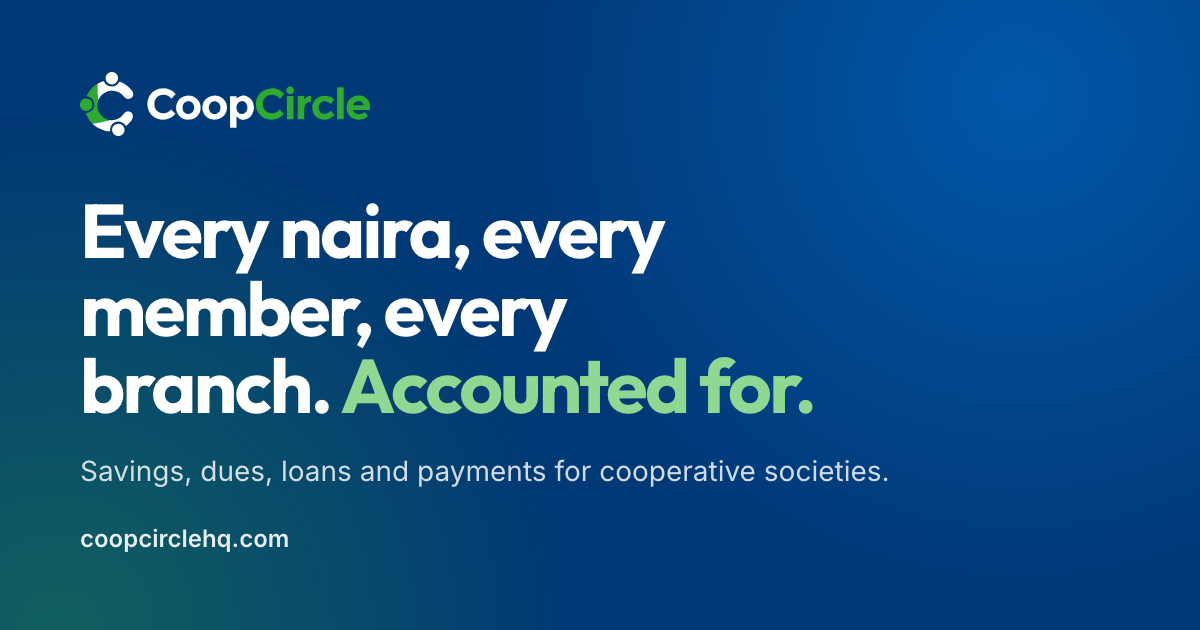 CoopCircle
Every naira, every
member, every
branch. Accounted for.
Savings, dues, loans and payments for cooperative societies.
coopcirclehq.com